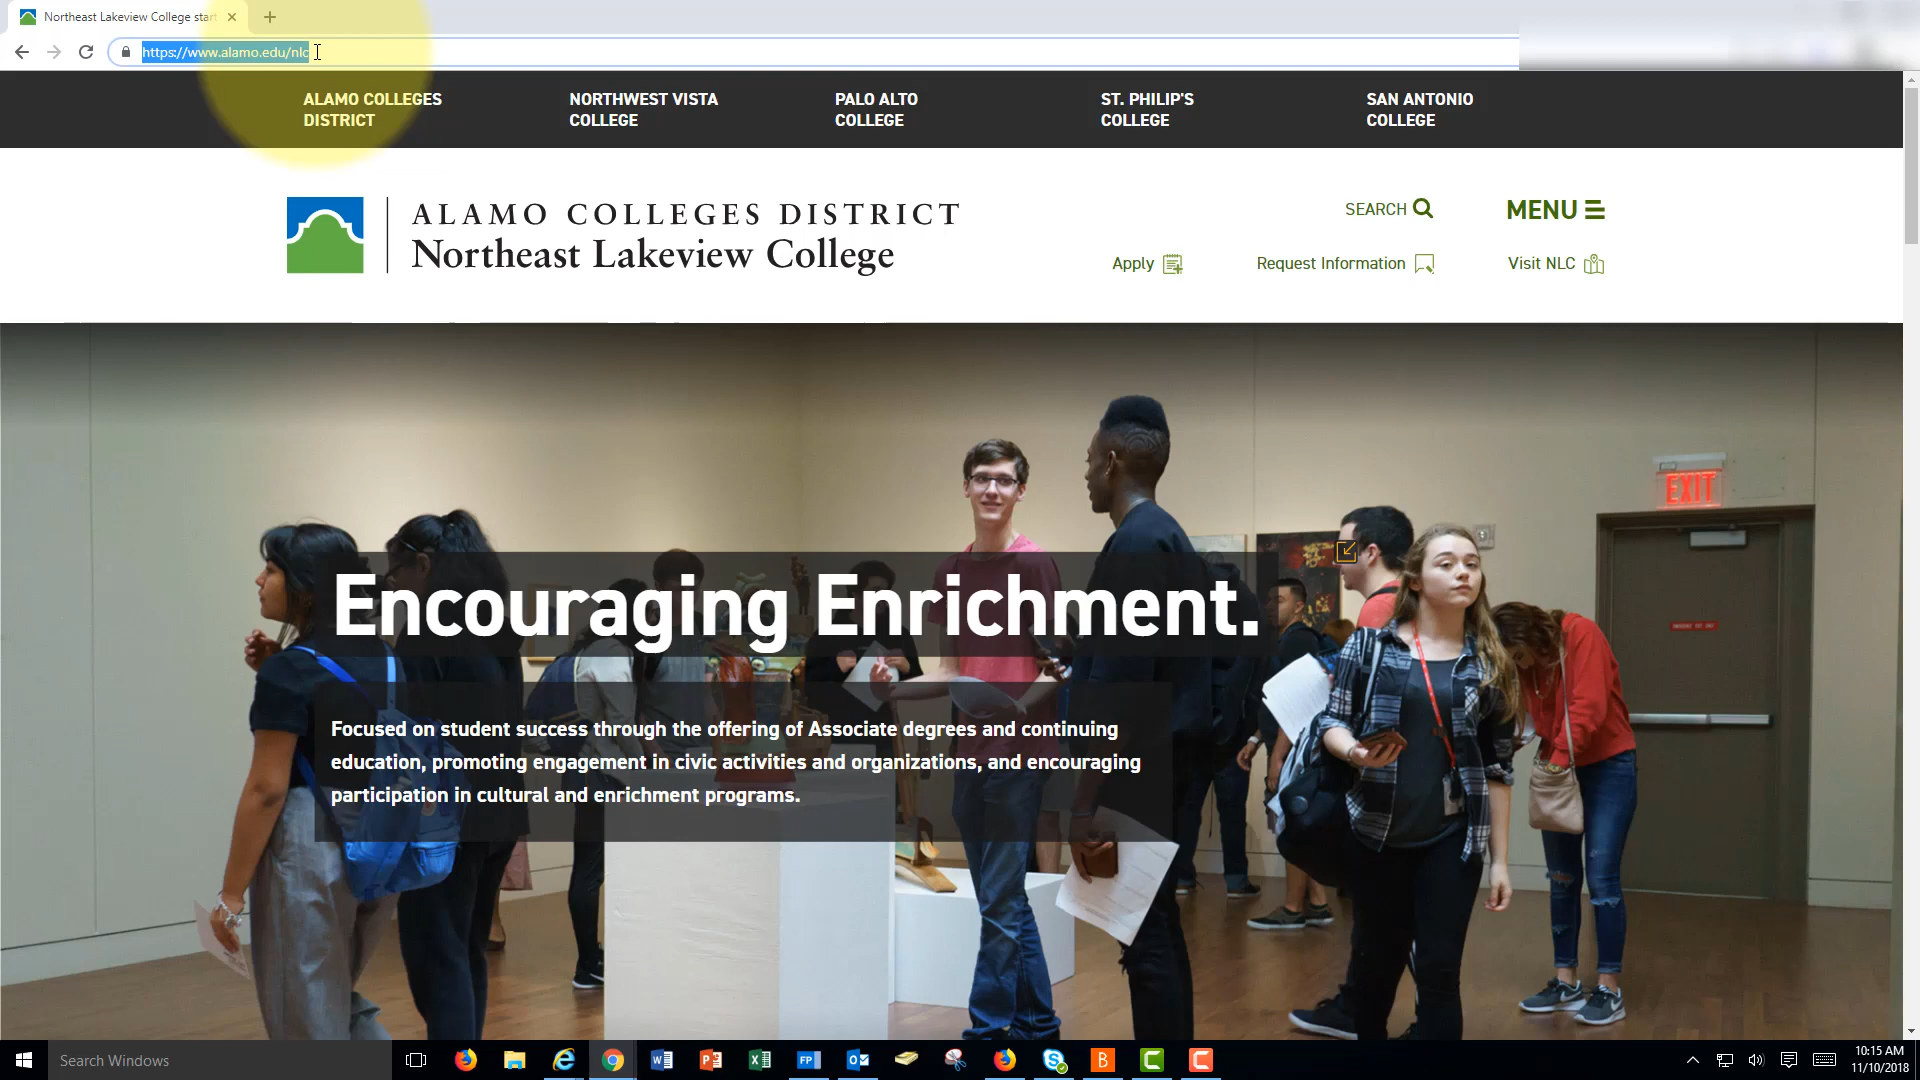 Northeast Lakeview College start
https://www.alamo.edu/nlc
ALAMO COLLEGES
DISTRICT
NORTHWEST VISTA
COLLEGE
PALO ALTO
COLLEGE
ST. PHILIP'S
COLLEGE
SAN ANTONIO
COLLEGE
ALAMO COLLEGES DISTRICT
Northeast Lakeview College
SEARCH
MENU
Apply
Request Information
Visit NLC
EXIT
Encouraging Enrichment.
Focused on student success through the offering of Associate degrees and continuing
education, promoting engagement in civic activities and organizations, and encouraging
participation in cultural and enrichment programs.
Search Windows
FP
B
10:15 AM
11/10/2018